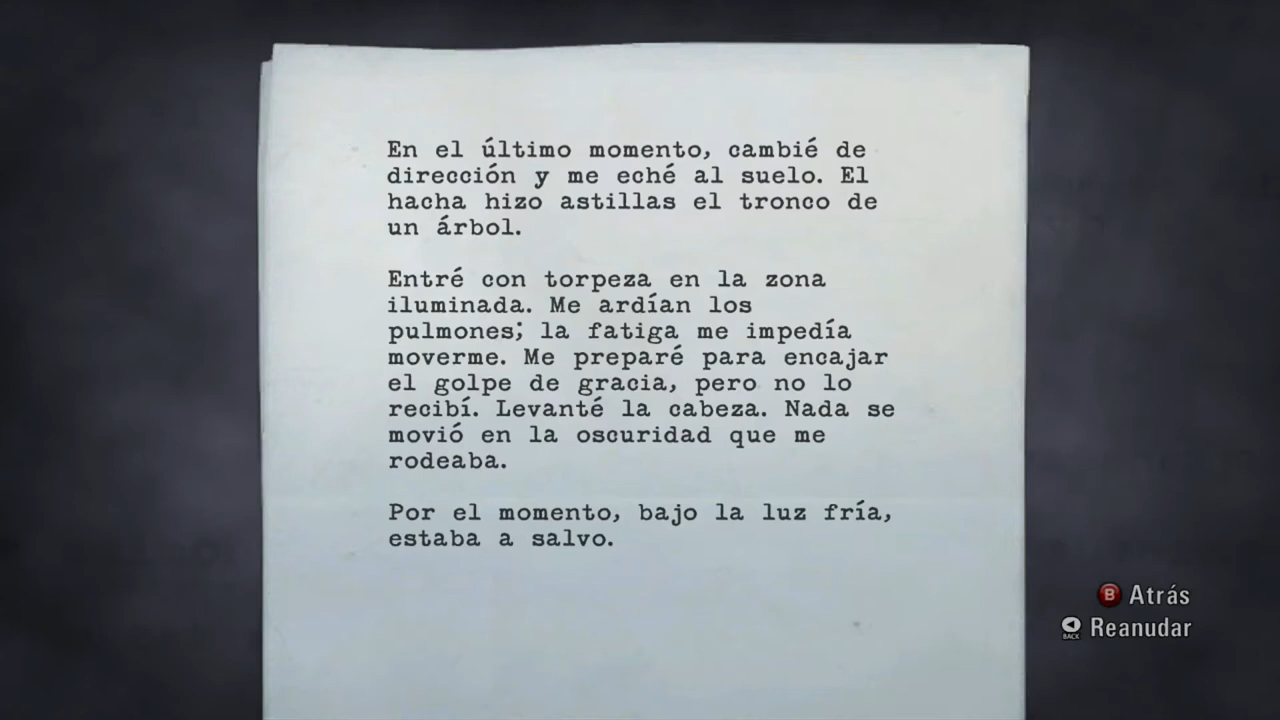 En el último momento, cambié de
dirección y me eché al suelo. El
hacha hizo astillas el tronco de
un árbol.
Entré con torpeza en la zona
iluminada. Me ardían los
pulmones; la fatiga me impedía
moverme. Me preparé para encajar
el golpe de gracia, pero no lo
recibí. Levanté la cabeza. Nada se
movió en la oscuridad que me
rodeaba.
Por el momento, bajo la luz fría,
estaba a salvo.
B Atrás
BACK Reanudar